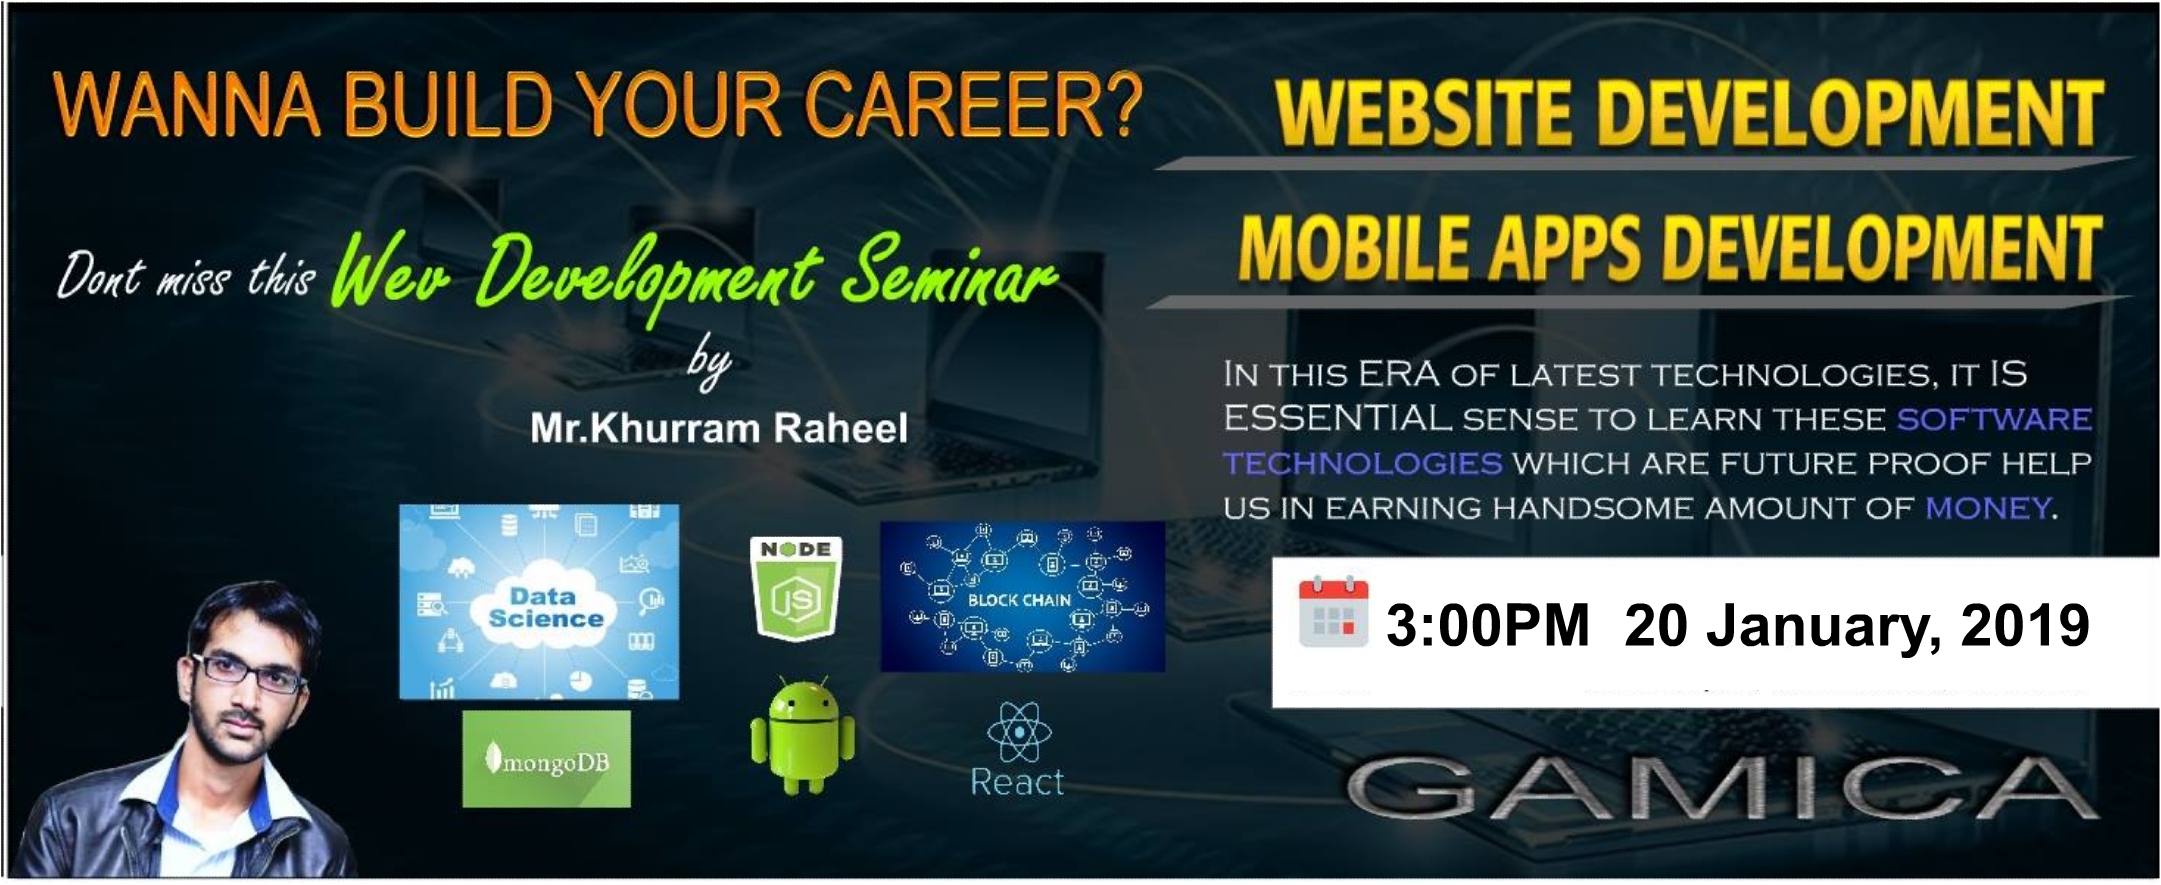 WANNA BUILD YOUR CAREER?
Dont miss this Wev Development Seminar
by
Mr.Khurram Raheel
Data
Science
NODE
JS
BLOCK CHAIN
mongoDB
React
WEBSITE DEVELOPMENT
MOBILE APPS DEVELOPMENT
IN THIS ERA OF LATEST TECHNOLOGIES, IT IS
ESSENTIAL SENSE TO LEARN THESE SOFTWARE
TECHNOLOGIES WHICH ARE FUTURE PROOF HELP
US IN EARNING HANDSOME AMOUNT OF MONEY.
3:00PM 20 January, 2019
GAMICA